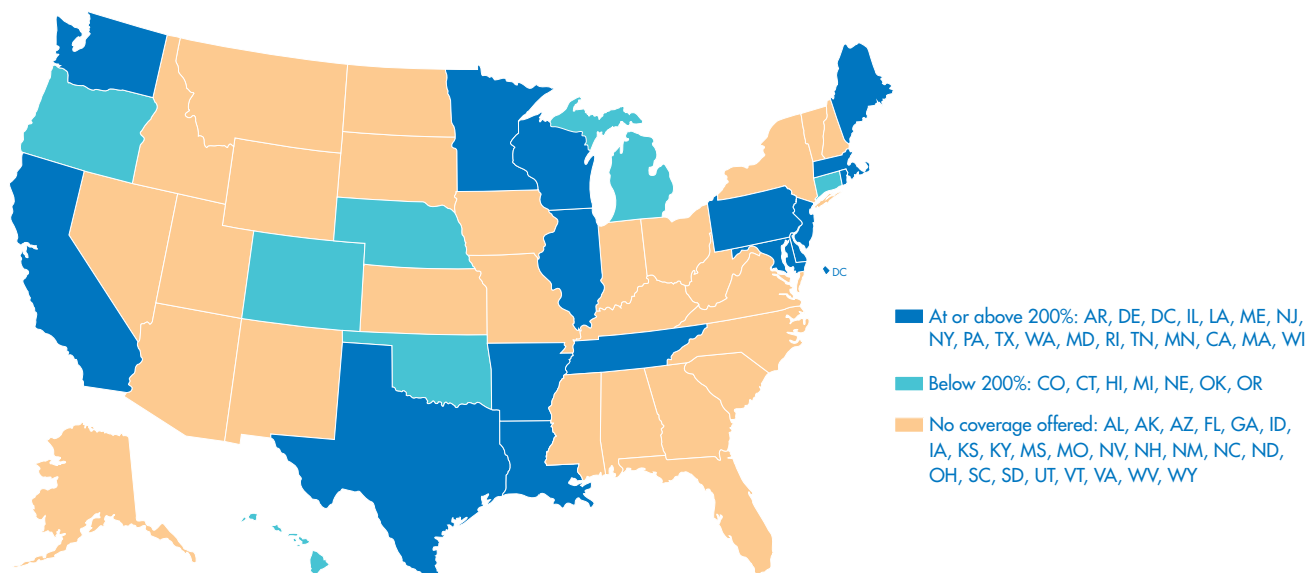 DC
At or above 200%: AR, DE, DC, IL, LA, ME, NJ,
NY, PA, TX, WA, MD, RI, TN, MN, CA, MA, WI
Below 200%: CO, CT, HI, MI, NE, OK, OR
No coverage offered: AL, AK, AZ, FL, GA, ID,
IA, KS, KY, MS, MO, NV, NH, NM, NC, ND,
OH, SC, SD, UT, VT, VA, WV, WY